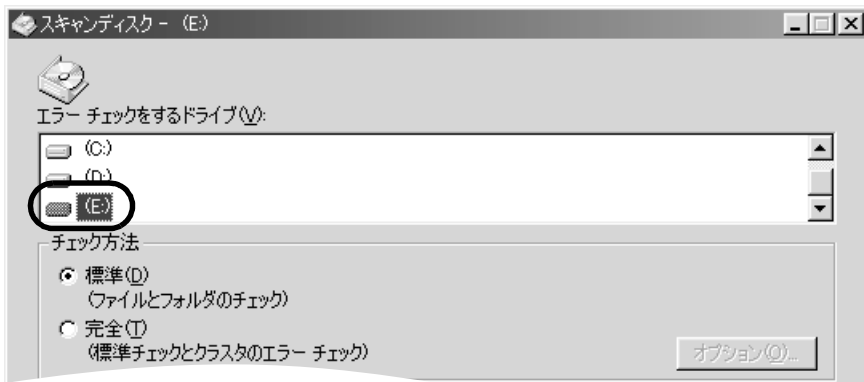 スキャンディスク - (E:)
エラー チェックをするドライブ(V):
(C:)
(D:)
(E:)
チェック方法
標準(D)
(ファイルとフォルダのチェック)
完全(T)
(標準チェックとクラスタのエラー チェック)
オプション(O)...